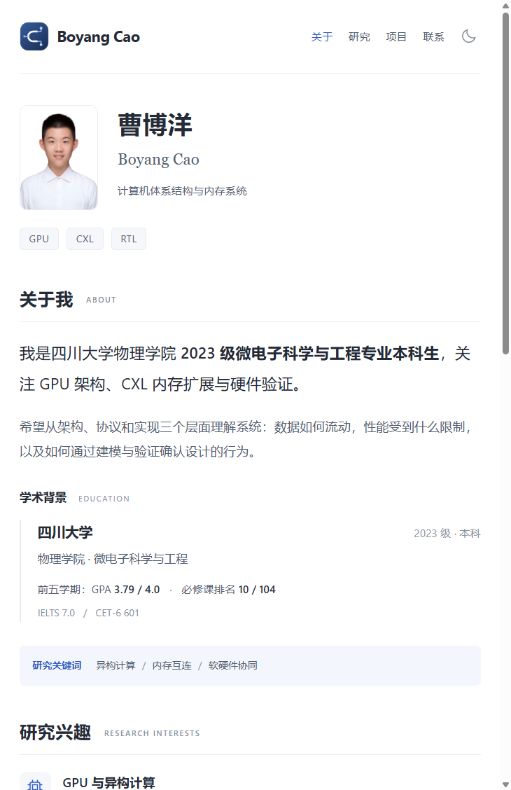 Boyang Cao
关于 研究 项目 联系
曹博洋
Boyang Cao
计算机体系结构与内存系统
GPU CXL RTL
关于我 ABOUT
我是四川大学物理学院 2023 级微电子科学与工程专业本科生，关
注 GPU 架构、CXL 内存扩展与硬件验证。
希望从架构、协议和实现三个层面理解系统：数据如何流动，性能受到什么限制，
以及如何通过建模与验证确认设计的行为。
学术背景 EDUCATION
四川大学 2023 级 · 本科
物理学院 · 微电子科学与工程
前五学期：GPA 3.79 / 4.0 · 必修课排名 10 / 104
IELTS 7.0 / CET-6 601
研究关键词 异构计算 / 内存互连 / 软硬件协同
研究兴趣 RESEARCH INTERESTS
GPU 与异构计算